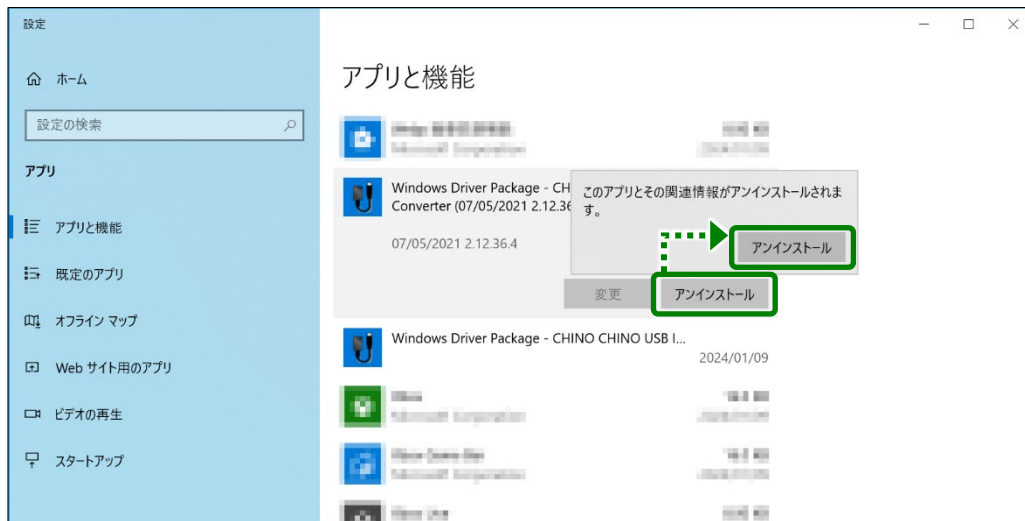 設定
ホーム
設定の検索
アプリ
アプリと機能
既定のアプリ
オフライン マップ
Web サイト用のアプリ
ビデオの再生
スタートアップ
アプリと機能
Windows Driver Package - CH
Converter (07/05/2021 2.12.36
07/05/2021 2.12.36.4
このアプリとその関連情報がアンインストールされま
す。
アンインストール
変更
アンインストール
Windows Driver Package - CHINO CHINO USB I...
2024/01/09